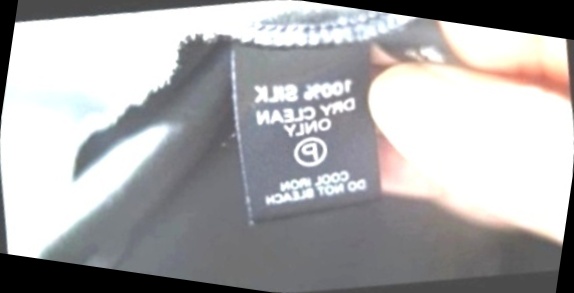 100% SILK
DRY CLEAN
ONLY
P
COOL IRON
DO NOT BLEACH